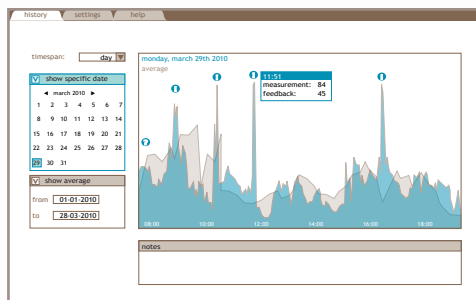 history settings help
timespan: day
show specific date
march 2010
1 2 3 4 5 6 7
8 9 10 11 12 13 14
15 16 17 18 19 20 21
22 23 24 25 26 27 28
29 30 31
show average
from 01-01-2010
to 28-03-2010
monday, march 29th 2010
average
11:51
measurement: 84
feedback: 45
08:00 10:00 12:00 14:00 16:00 18:00
notes